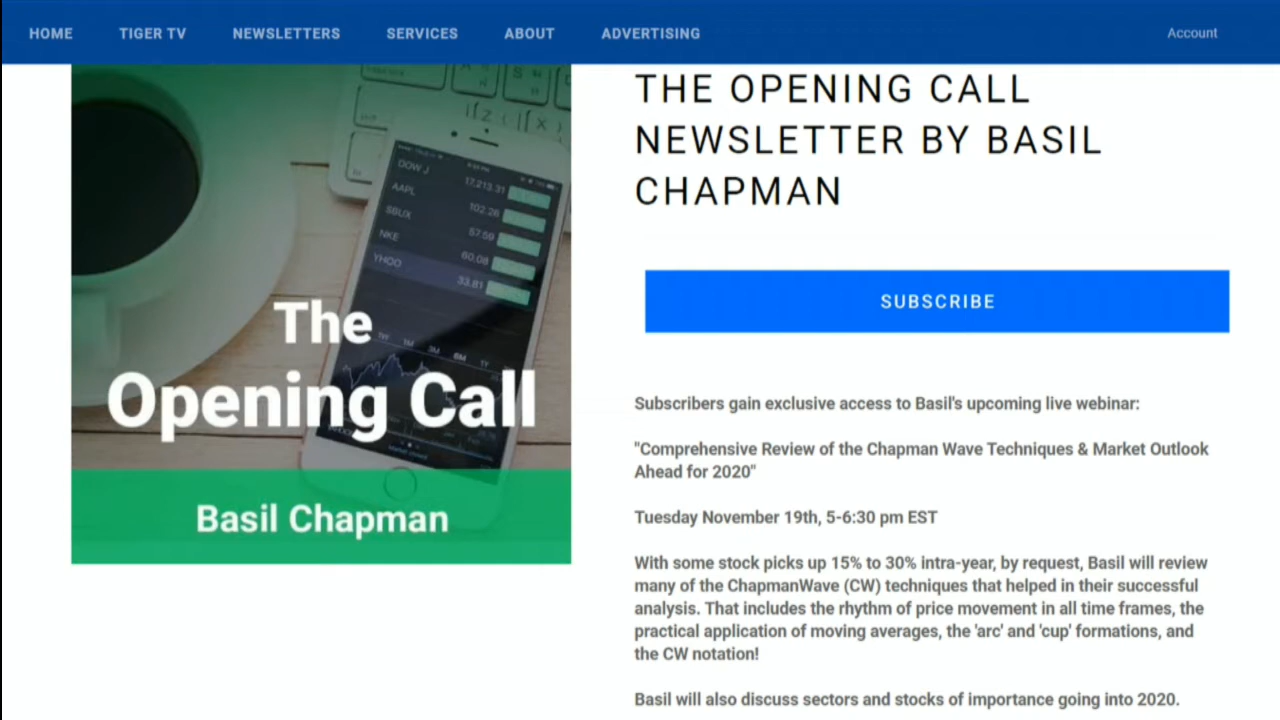 HOME TIGER TV NEWSLETTERS SERVICES ABOUT ADVERTISING Account
THE OPENING CALL
NEWSLETTER BY BASIL
CHAPMAN
DOW J 17,213.31
AAPL 102.26
SBUX 57.59
NKE 60.08
YHOO 33.81
1W 1M 3M 6M 1Y
The
Opening Call
Basil Chapman
SUBSCRIBE
Subscribers gain exclusive access to Basil's upcoming live webinar:
"Comprehensive Review of the Chapman Wave Techniques & Market Outlook
Ahead for 2020"
Tuesday November 19th, 5-6:30 pm EST
With some stock picks up 15% to 30% intra-year, by request, Basil will review
many of the ChapmanWave (CW) techniques that helped in their successful
analysis. That includes the rhythm of price movement in all time frames, the
practical application of moving averages, the 'arc' and 'cup' formations, and
the CW notation!
Basil will also discuss sectors and stocks of importance going into 2020.